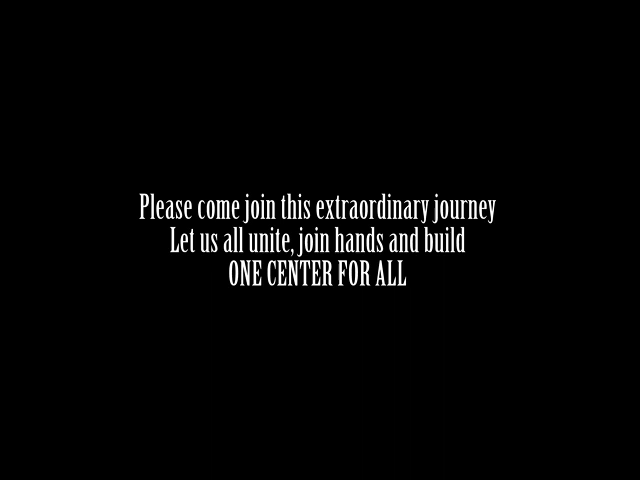 Please come join this extraordinary journey
Let us all unite, join hands and build
ONE CENTER FOR ALL